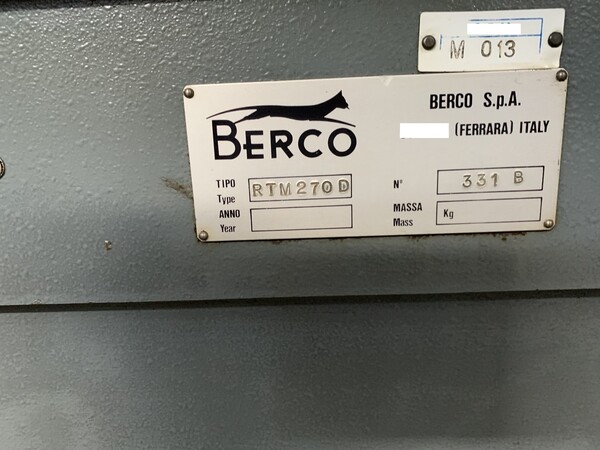 M 013
BERCO S.p.A.
(FERRARA) ITALY
BERCO
TIPO
Type
RTM270D
N°
331 B
ANNO
Year
MASSA
Mass
Kg